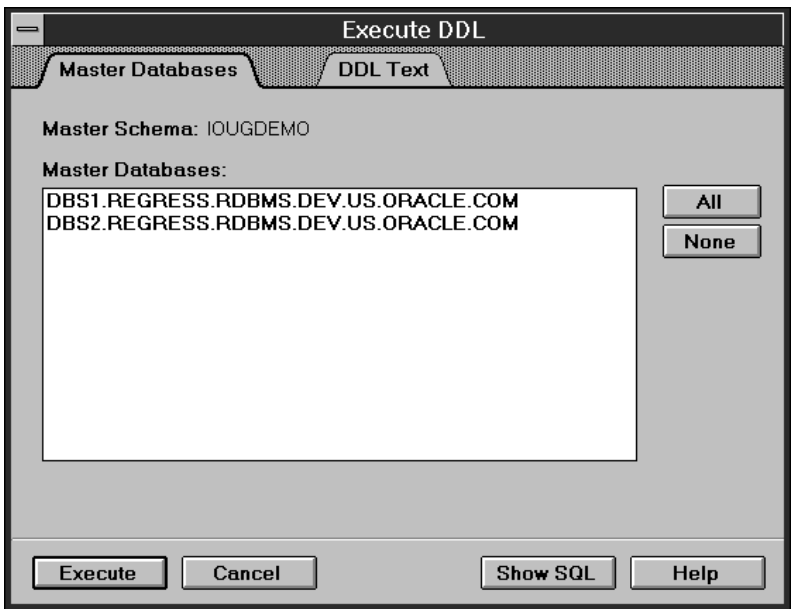 Execute DDL
Master Databases
DDL Text
Master Schema: IOUGDEMO
Master Databases:
DBS1.REGRESS.RDBMS.DEV.US.ORACLE.COM
DBS2.REGRESS.RDBMS.DEV.US.ORACLE.COM
All
None
Execute
Cancel
Show SQL
Help